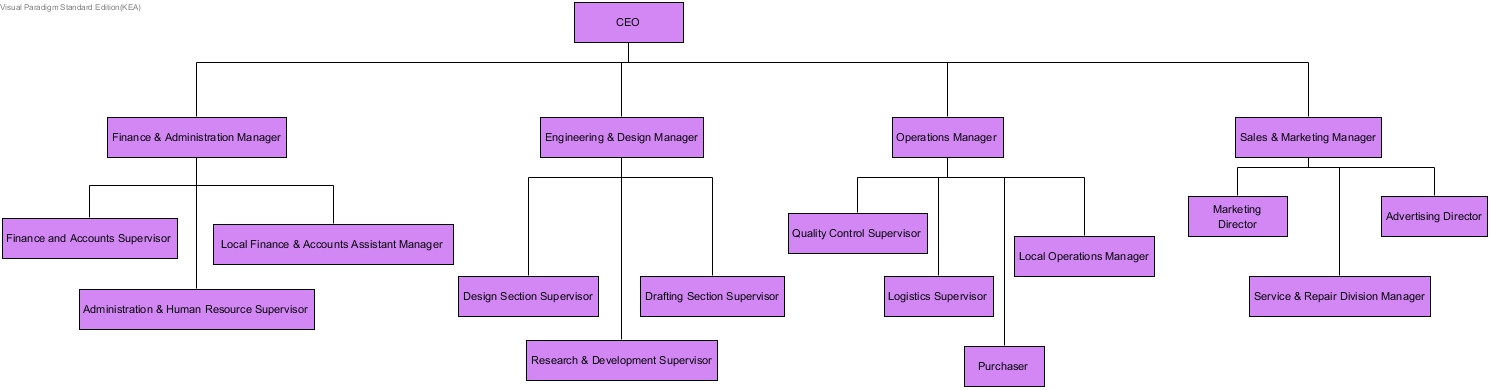 Visual Paradigm Standard Edition(KEA)
CEO
Finance & Administration Manager
Engineering & Design Manager
Operations Manager
Sales & Marketing Manager
Finance and Accounts Supervisor
Local Finance & Accounts Assistant Manager
Administration & Human Resource Supervisor
Design Section Supervisor
Drafting Section Supervisor
Research & Development Supervisor
Quality Control Supervisor
Local Operations Manager
Logistics Supervisor
Purchaser
Marketing
Director
Advertising Director
Service & Repair Division Manager